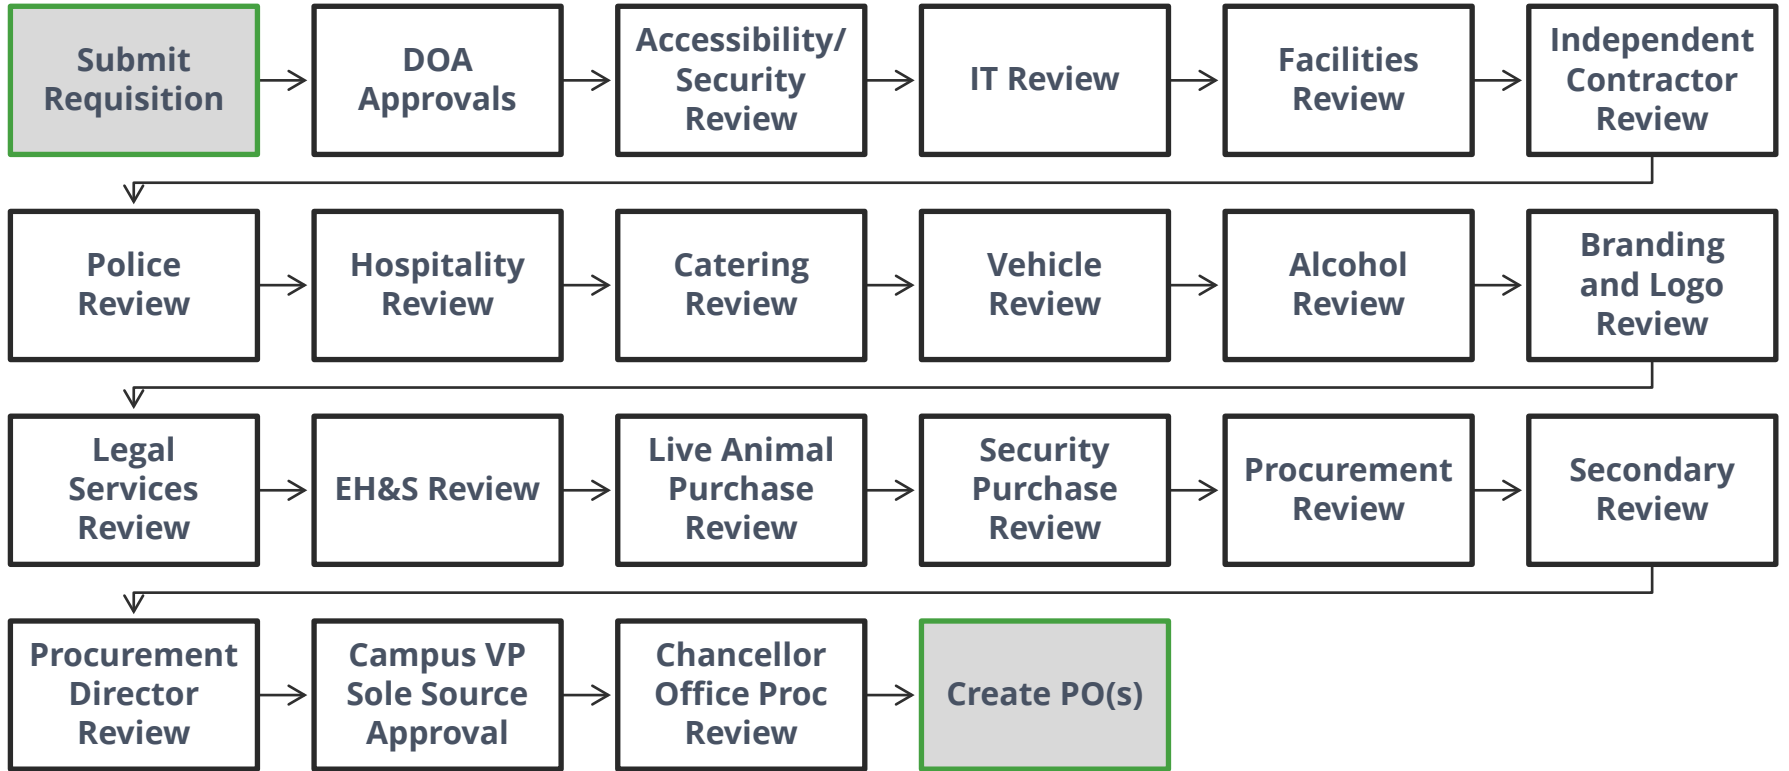 Submit
Requisition
DOA
Approvals
Accessibility/
Security
Review
IT Review
Facilities
Review
Independent
Contractor
Review
Police
Review
Hospitality
Review
Catering
Review
Vehicle
Review
Alcohol
Review
Branding
and Logo
Review
Legal
Services
Review
EH&S Review
Live Animal
Purchase
Review
Security
Purchase
Review
Procurement
Review
Secondary
Review
Procurement
Director
Review
Campus VP
Sole Source
Approval
Chancellor
Office Proc
Review
Create PO(s)